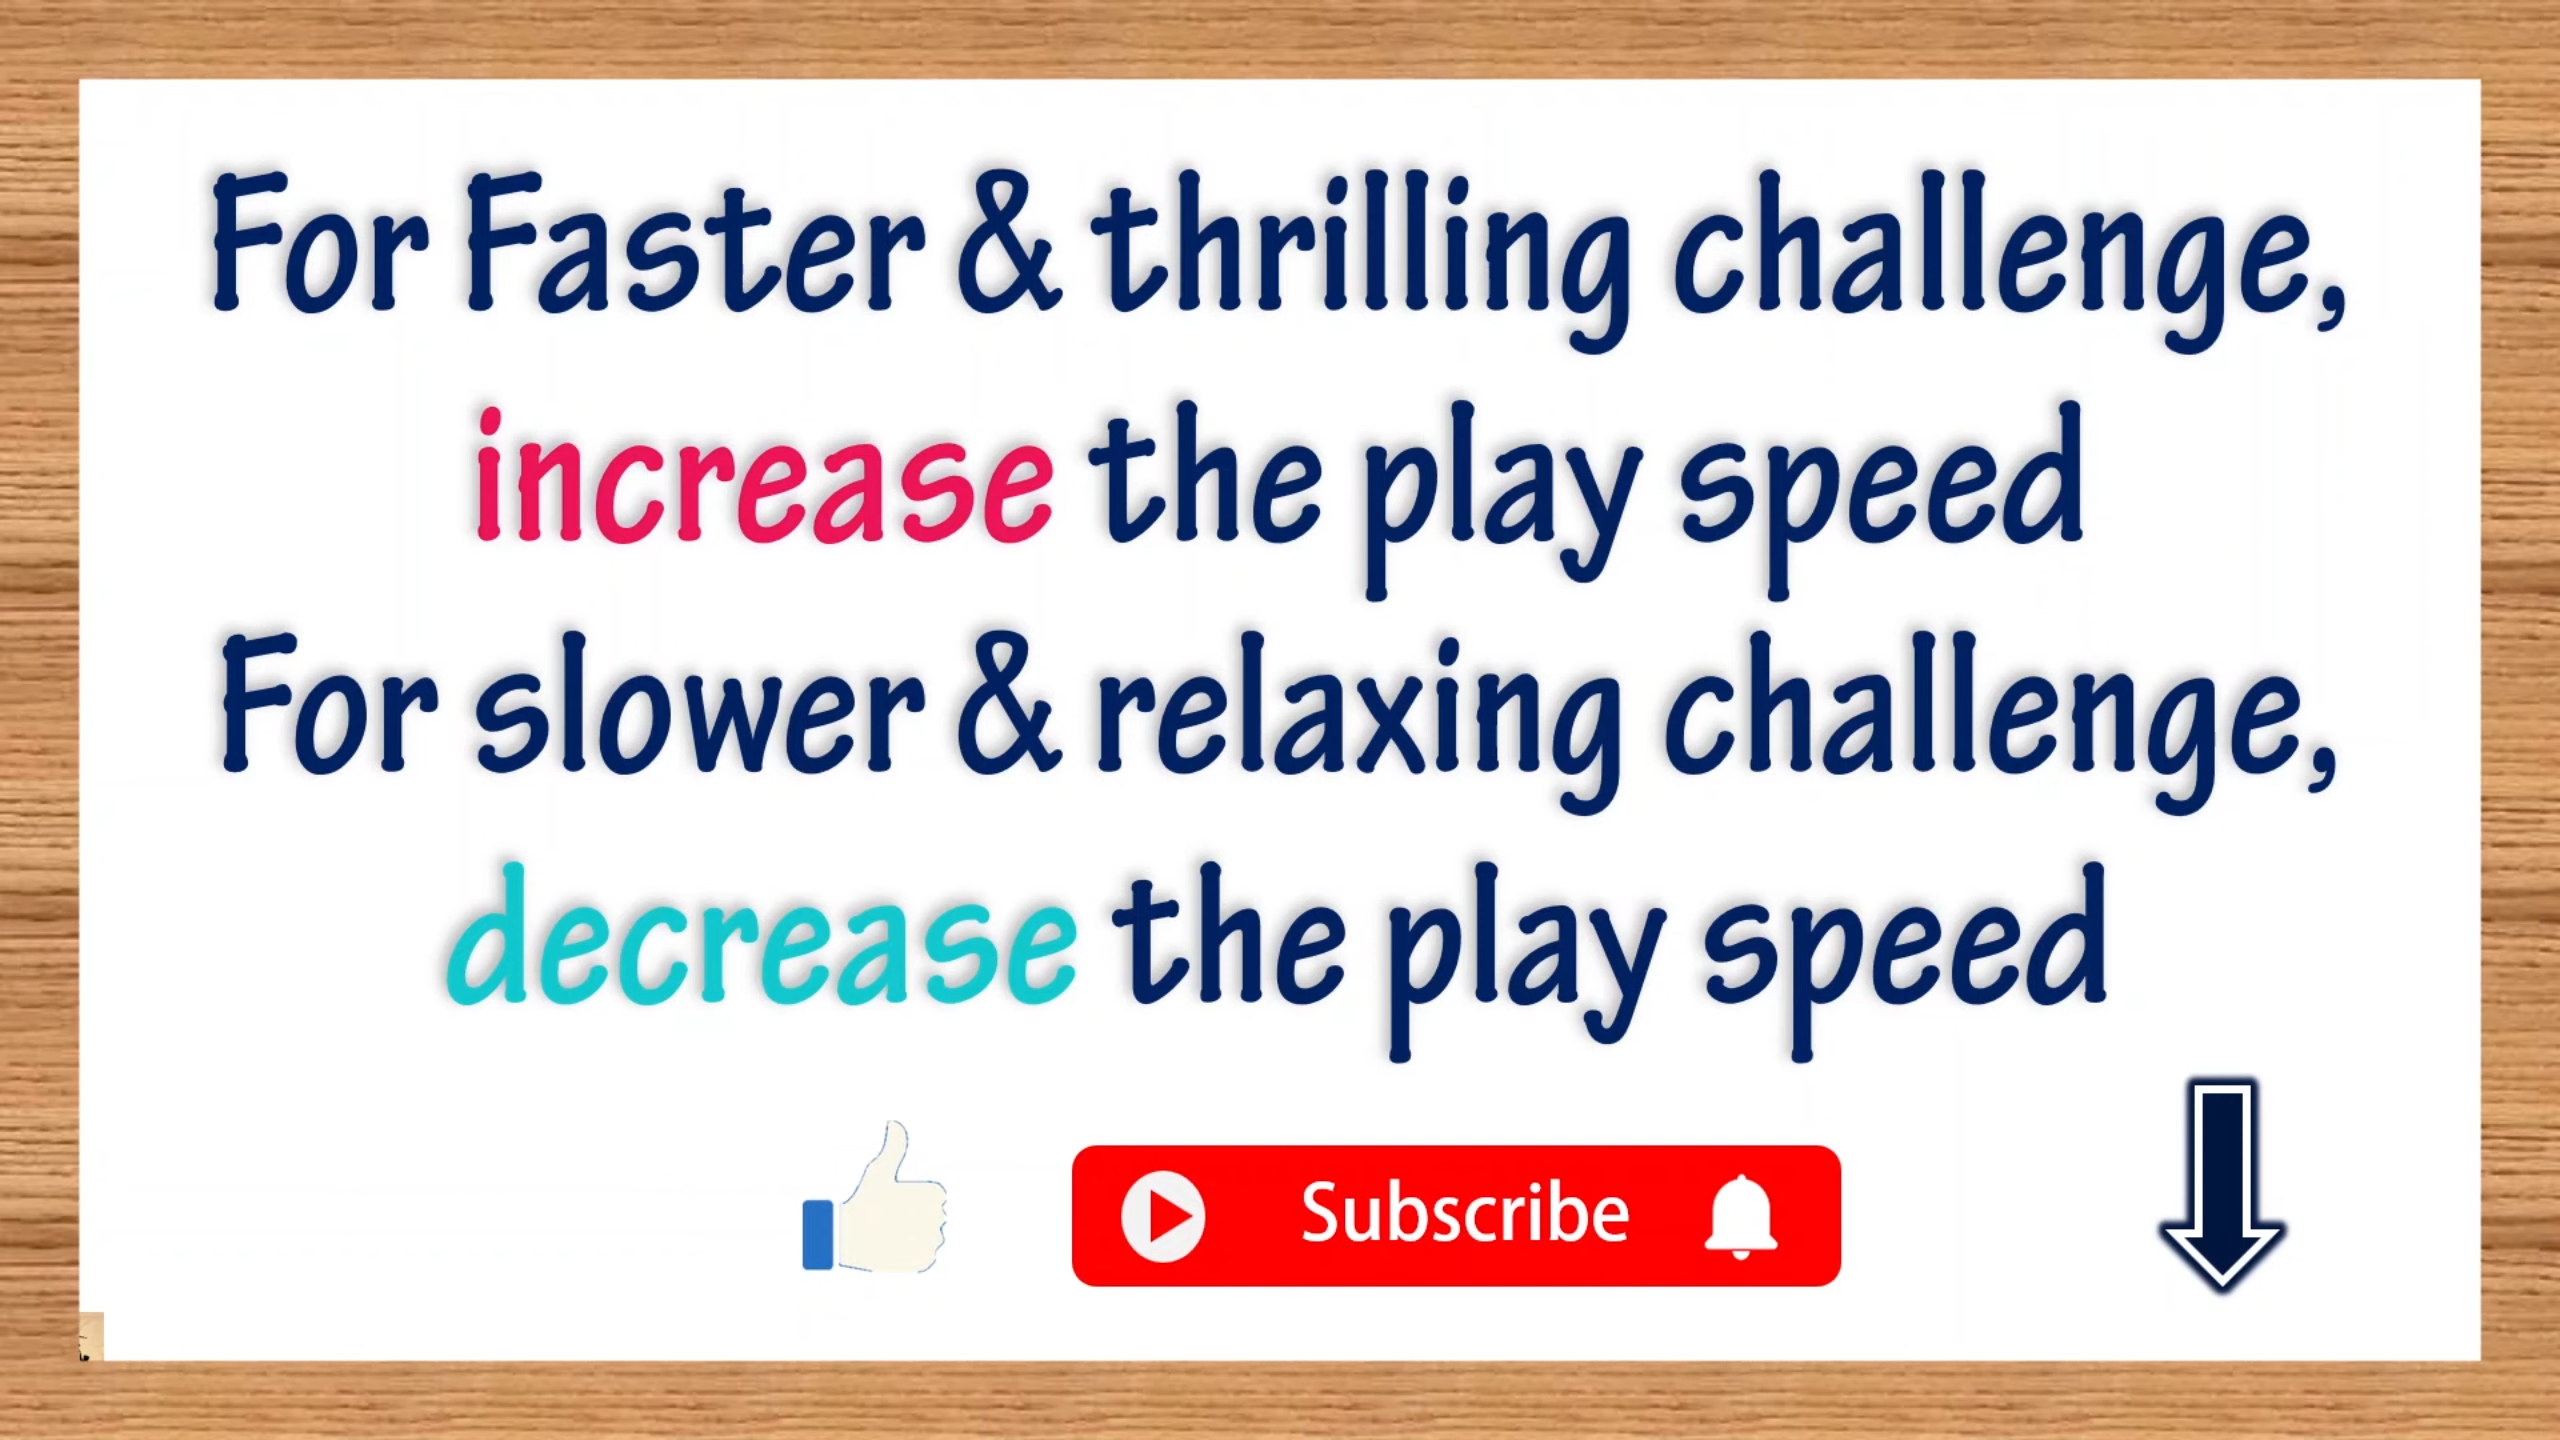 For Faster & thrilling challenge,
increase the play speed
For slower & relaxing challenge,
decrease the play speed
Subscribe